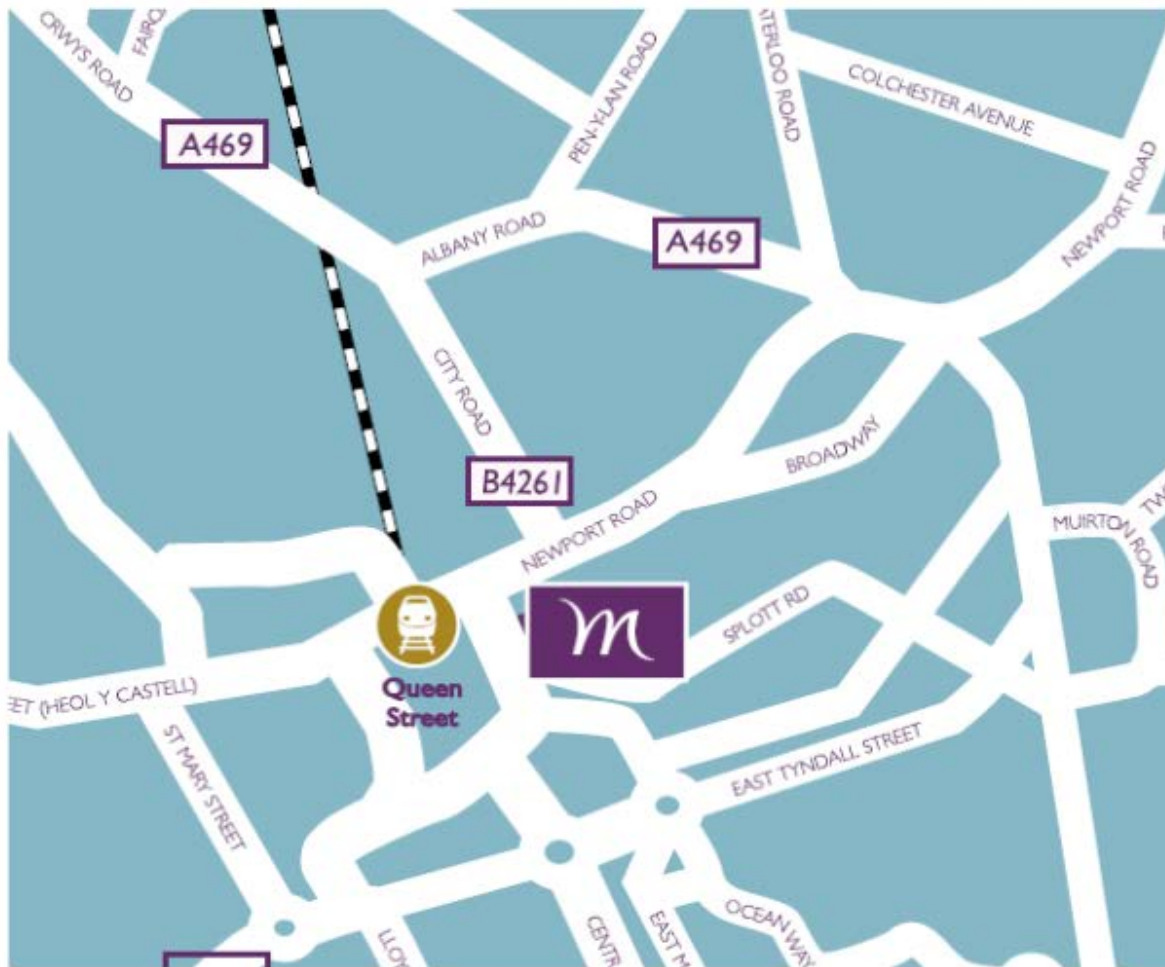 CRWYS ROAD
A469
PEN-Y-LAN ROAD
COLCHESTER AVENUE
ALBANY ROAD
A469
NEWPORT ROAD
CITY ROAD
BROADWAY
B4261
NEWPORT ROAD
MUIRTON ROAD
SPLOTT RD
m
Queen
Street
(HEOL Y CASTELL)
ST MARY STREET
EAST TYNDALL STREET
OCEAN WAY
EAST